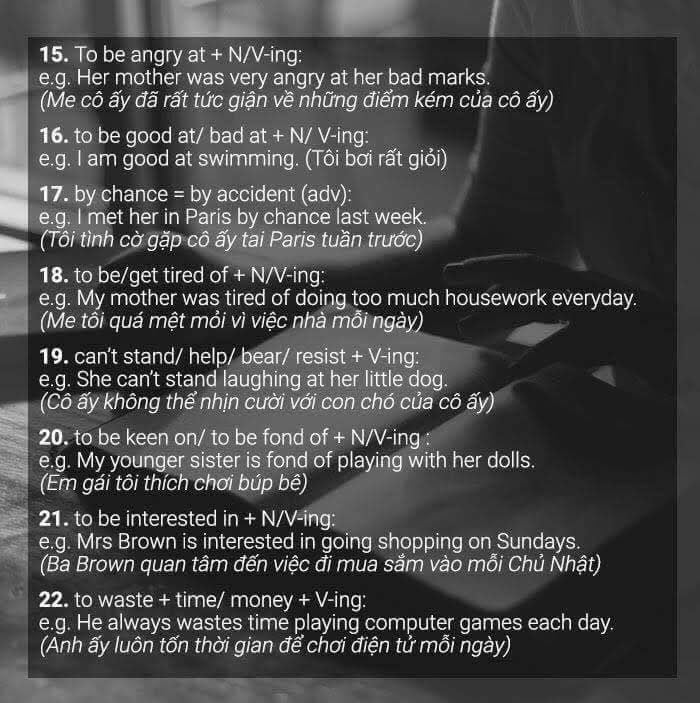 15. To be angry at + N/V-ing:
e.g. Her mother was very angry at her bad marks.
(Me cô ấy đã rất tức giận về những điểm kém của cô ấy)
16. to be good at/ bad at + N/ V-ing:
e.g. I am good at swimming. (Tôi bơi rất giỏi)
17. by chance = by accident (adv):
e.g. I met her in Paris by chance last week.
(Tôi tình cờ gặp cô ấy tai Paris tuần trước)
18. to be/get tired of + N/V-ing:
e.g. My mother was tired of doing too much housework everyday.
(Me tôi quá mệt mỏi vì việc nhà mỗi ngày)
19. can't stand/ help/ bear/ resist + V-ing:
e.g. She can't stand laughing at her little dog.
(Cô ấy không thể nhịn cười với con chó của cô ấy)
20. to be keen on/ to be fond of + N/V-ing :
e.g. My younger sister is fond of playing with her dolls.
(Em gái tôi thích chơi búp bê)
21. to be interested in + N/V-ing:
e.g. Mrs Brown is interested in going shopping on Sundays.
(Ba Brown quan tâm đến việc đi mua sắm vào mỗi Chủ Nhật)
22. to waste + time/ money + V-ing:
e.g. He always wastes time playing computer games each day.
(Anh ấy luôn tốn thời gian để chơi điện tử mỗi ngày)